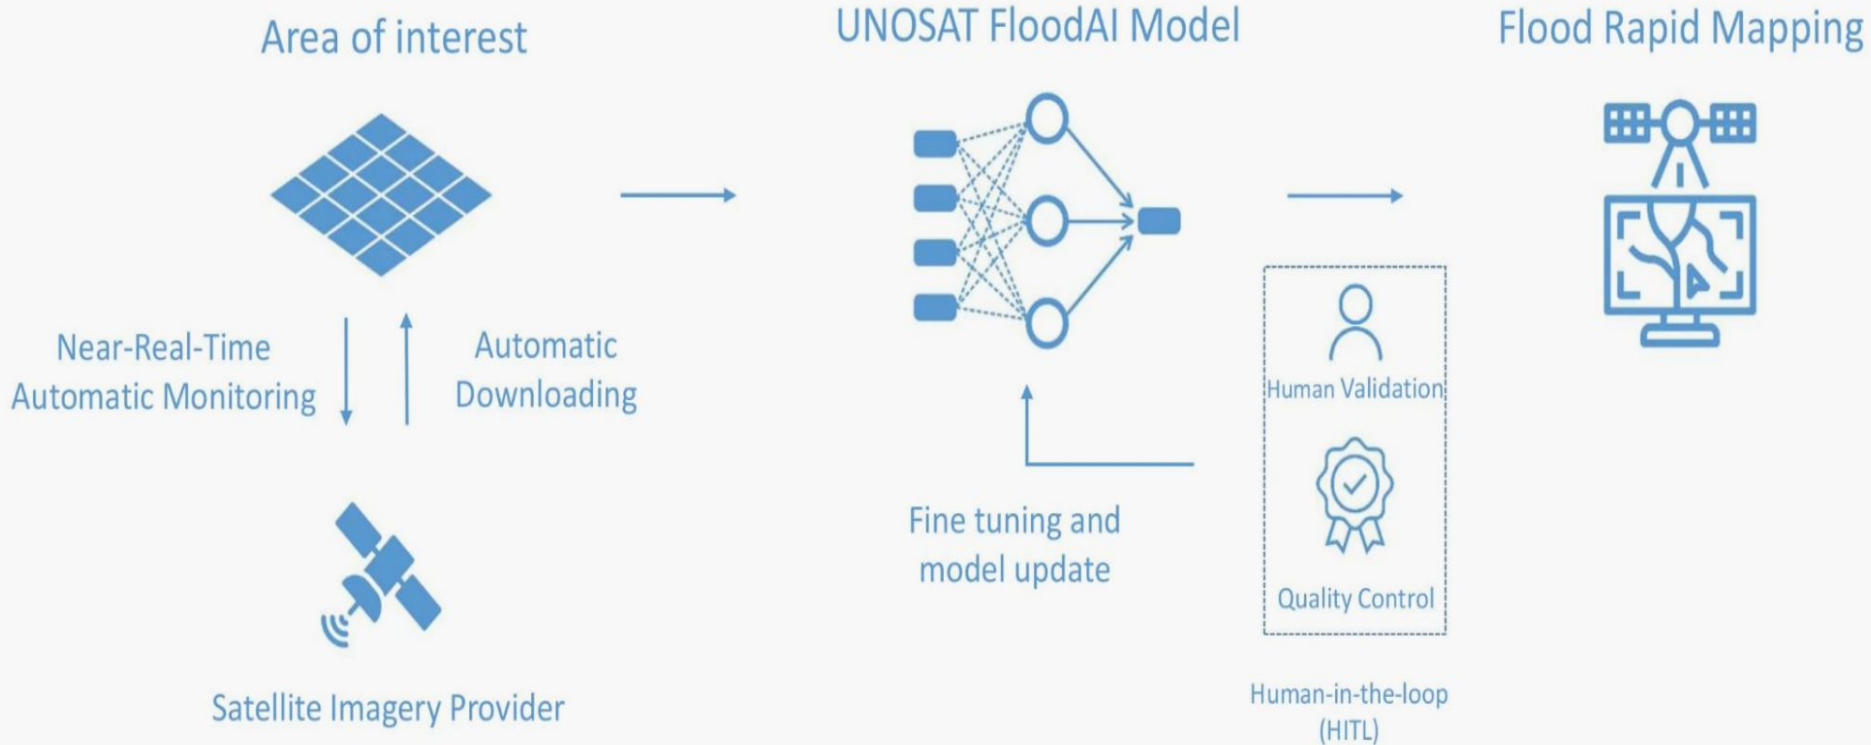 Area of interest
UNOSAT FloodAI Model
Flood Rapid Mapping
Near-Real-Time
Automatic Monitoring
Automatic
Downloading
Satellite Imagery Provider
Fine tuning and
model update
Human Validation
Quality Control
Human-in-the-loop
(HITL)